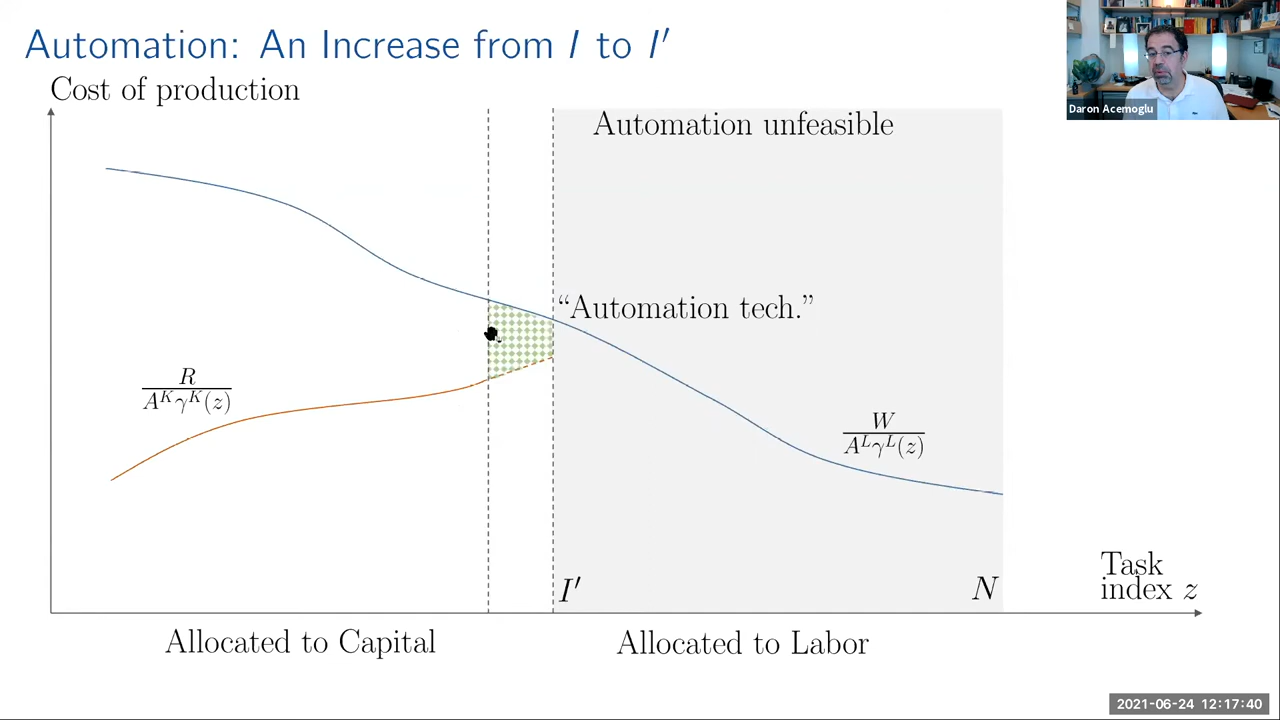 Automation: An Increase from I to I′
Cost of production
Daron Acemoglu
Automation unfeasible
“Automation tech.”
R
A^K γ^K(z)
W
A^L γ^L(z)
I′
N
Task
index z
Allocated to Capital
Allocated to Labor
2021-06-24 12:17:40